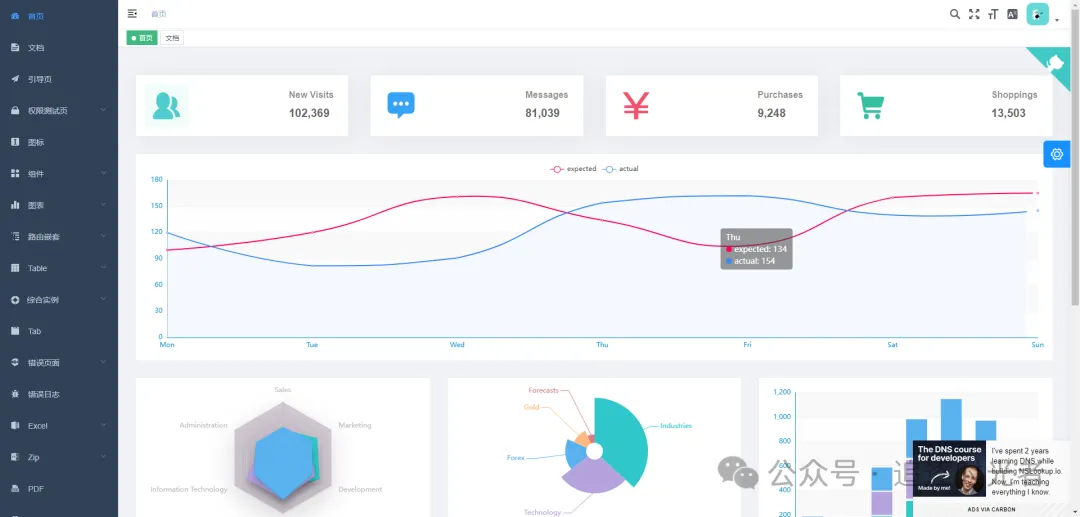 首页
文档
引导页
权限测试页
图标
组件
图表
路由嵌套
Table
综合实例
Tab
错误页面
错误日志
Excel
Zip
PDF
首页
首页
文档
New Visits
102,369
Messages
81,039
Purchases
9,248
Shoppings
13,503
expected
actual
180
150
120
90
60
30
0
Mon
Tue
Wed
Thu
Fri
Sat
Sun
Thu
expected: 134
actual: 154
Sales
Administration
Marketing
Information Technology
Development
Forecasts
Gold
Industries
Forex
Technology
1,200
1,000
800
600
400
200
公众号
The DNS course
for developers
Made by me!
I've spent 2 years
learning DNS while
building NSLookup.io.
Now, I'm teaching
everything I know.
ADS VIA CARBON